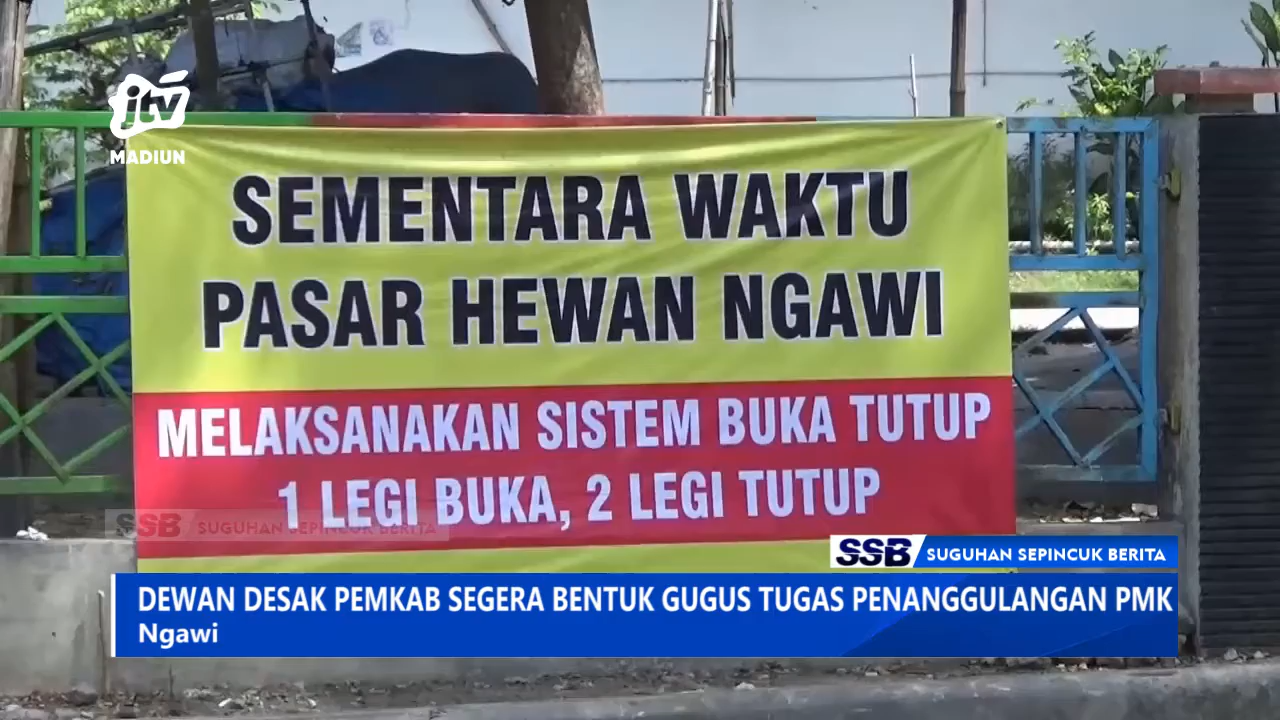 jtv
MADIUN
SEMENTARA WAKTU
PASAR HEWAN NGAWI
MELAKSANAKAN SISTEM BUKA TUTUP
1 LEGI BUKA, 2 LEGI TUTUP
SSB SUGUHAN SEPINCUK BERITA
SSB SUGUHAN SEPINCUK BERITA
DEWAN DESAK PEMKAB SEGERA BENTUK GUGUS TUGAS PENANGGULANGAN PMK
Ngawi